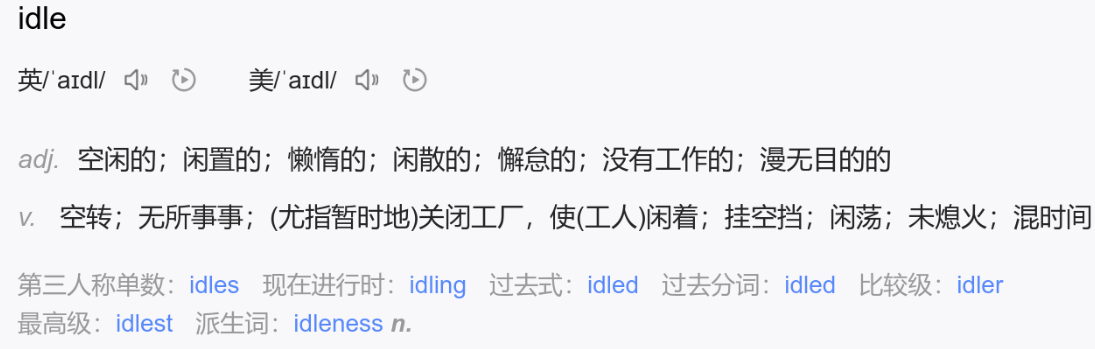 idle
英/ˈaɪdl/ 美/ˈaɪdl/
adj. 空闲的；闲置的；懒惰的；闲散的；懈怠的；没有工作的；漫无目的的
v. 空转；无所事事；(尤指暂时地)关闭工厂，使(工人)闲着；挂空挡；闲荡；未熄火；混时间
第三人称单数：idles 现在进行时：idling 过去式：idled 过去分词：idled 比较级：idler
最高级：idlest 派生词：idleness n.